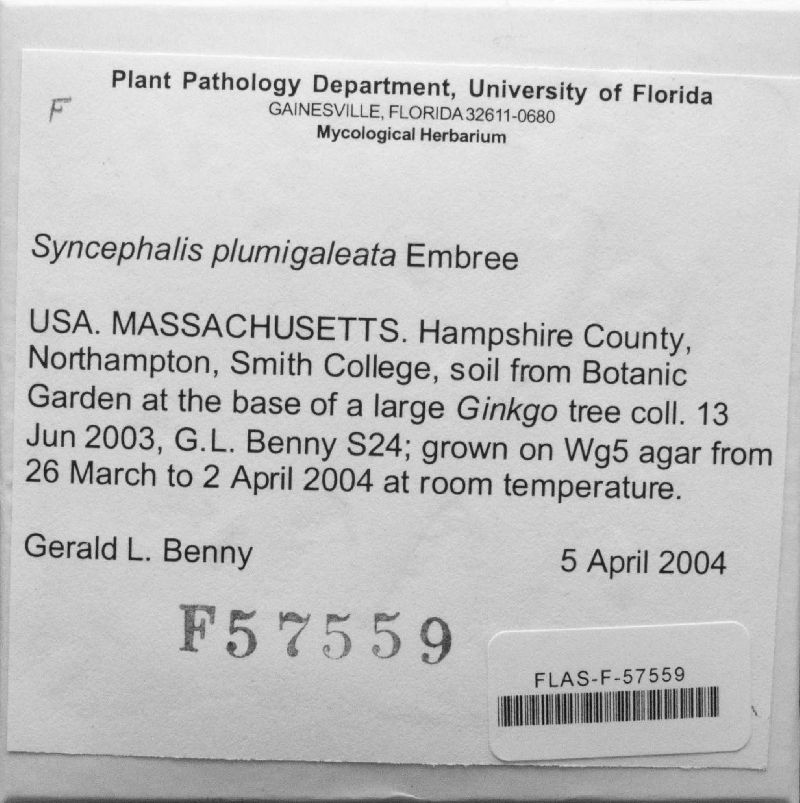 Plant Pathology Department, University of Florida
F
GAINESVILLE, FLORIDA 32611-0680
Mycological Herbarium
Syncephalis plumigaleata Embree
USA. MASSACHUSETTS. Hampshire County,
Northampton, Smith College, soil from Botanic
Garden at the base of a large Ginkgo tree coll. 13
Jun 2003, G.L. Benny S24; grown on Wg5 agar from
26 March to 2 April 2004 at room temperature.
Gerald L. Benny 5 April 2004
F57559
FLAS-F-57559